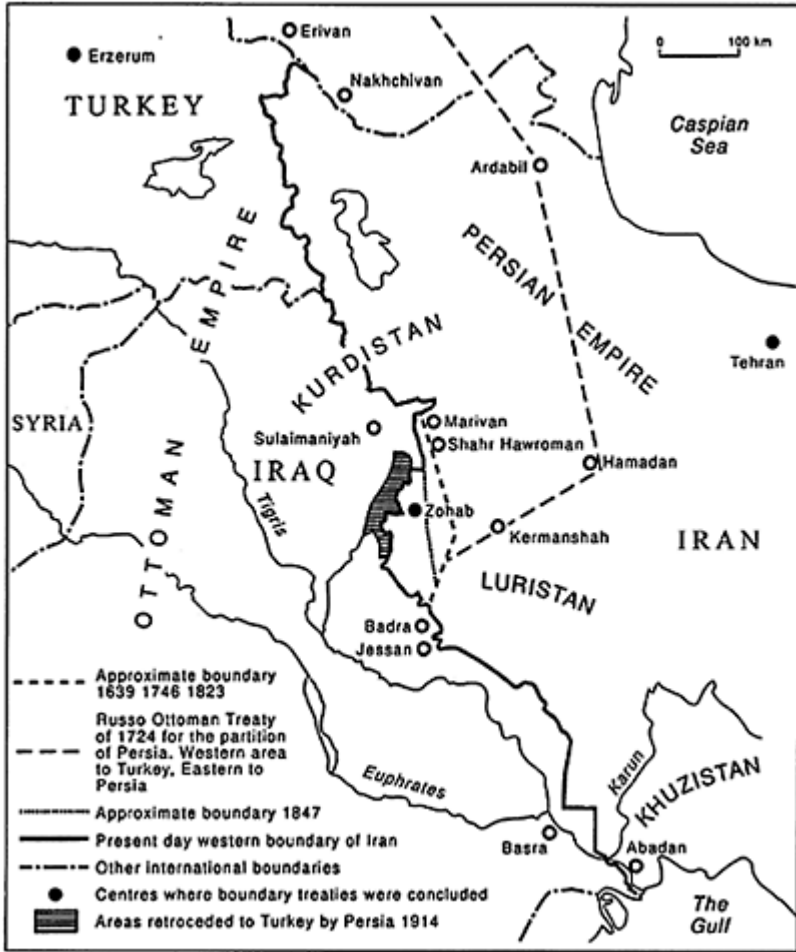 Erivan
Erzerum
0 100 km
Nakhchivan
TURKEY
Caspian
Sea
Ardabil
EMPIRE
PERSIAN
EMPIRE
KURDISTAN
Tehran
SYRIA
Marivan
Sulaimaniyah
Shahr Hawroman
IRAQ
Hamadan
OTTOMAN
Tigris
Zohab
Kermanshah
IRAN
LURISTAN
Badra
Jessan
Approximate boundary
1639 1746 1823
Russo Ottoman Treaty
of 1724 for the partition
of Persia. Western area
to Turkey, Eastern to
Persia
Euphrates
Karun
KHUZISTAN
Approximate boundary 1847
Present day western boundary of Iran
Basra
Abadan
Other international boundaries
Centres where boundary treaties were concluded
The
Gulf
Areas retroceded to Turkey by Persia 1914